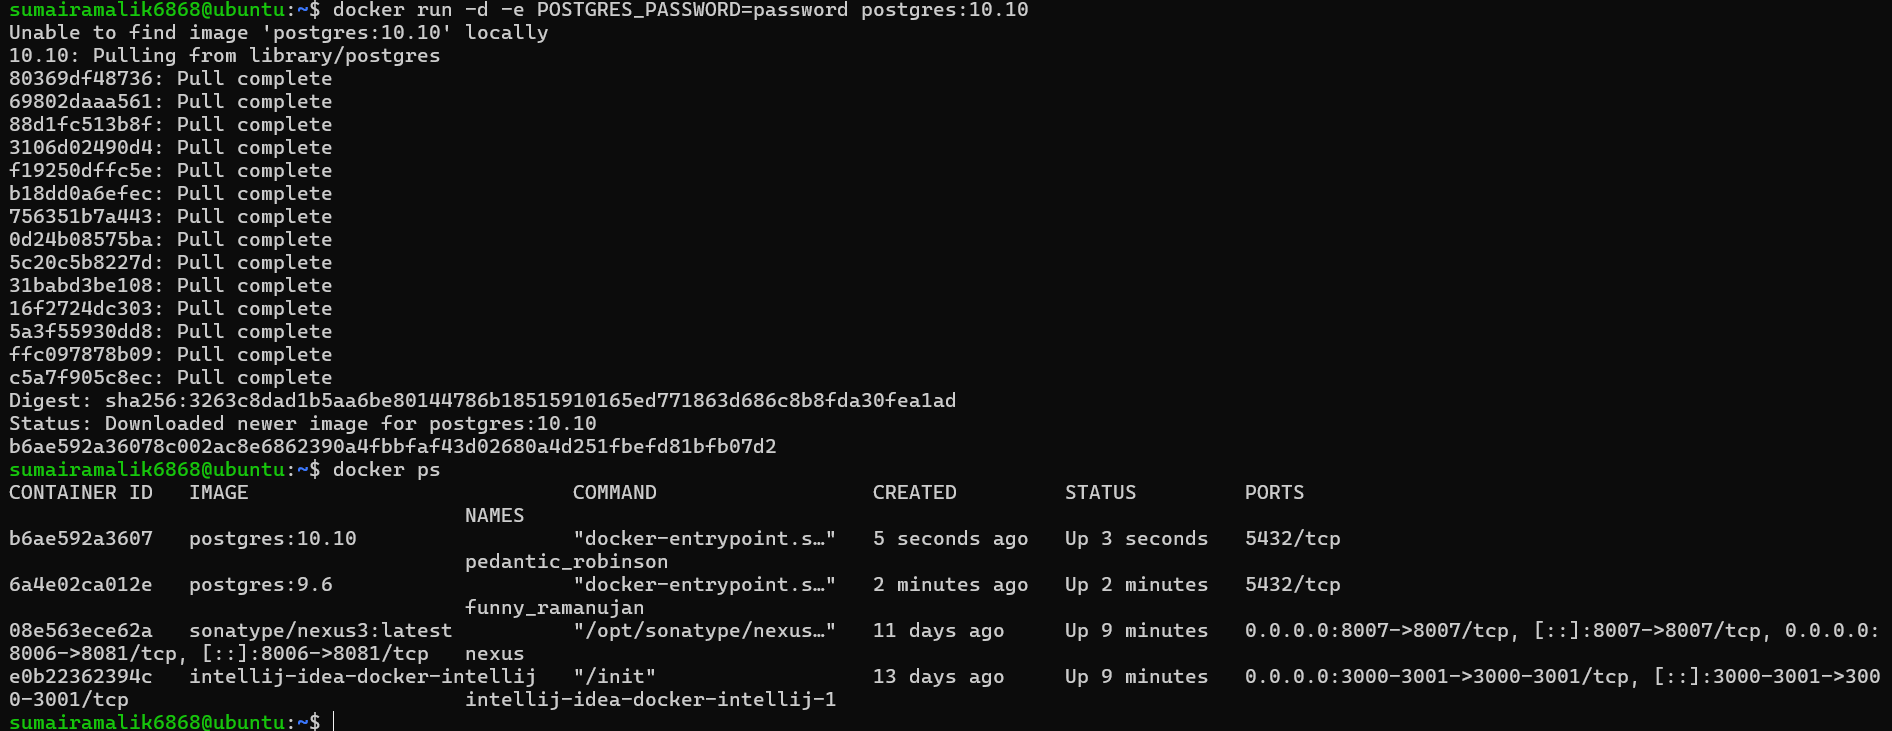 sumairamalik6868@ubuntu:~$ docker run -d -e POSTGRES_PASSWORD=password postgres:10.10
Unable to find image 'postgres:10.10' locally
10.10: Pulling from library/postgres
80369df48736: Pull complete
69802daaa561: Pull complete
88d1fc513b8f: Pull complete
3106d02490d4: Pull complete
f19250dffc5e: Pull complete
b18dd0a6efec: Pull complete
756351b7a443: Pull complete
0d24b08575ba: Pull complete
5c20c5b8227d: Pull complete
31babd3be108: Pull complete
16f2724dc303: Pull complete
5a3f55930dd8: Pull complete
ffc097878b09: Pull complete
c5a7f905c8ec: Pull complete
Digest: sha256:3263c8dad1b5aa6be80144786b18515910165ed771863d686c8b8fda30fea1ad
Status: Downloaded newer image for postgres:10.10
b6ae592a36078c002ac8e6862390a4fbbfaf43d02680a4d251fbefd81bfb07d2
sumairamalik6868@ubuntu:~$ docker ps
CONTAINER ID   IMAGE                           COMMAND                  CREATED         STATUS         PORTS
                                      NAMES
b6ae592a3607   postgres:10.10                  "docker-entrypoint.s…"   5 seconds ago   Up 3 seconds   5432/tcp
                                      pedantic_robinson
6a4e02ca012e   postgres:9.6                    "docker-entrypoint.s…"   2 minutes ago   Up 2 minutes   5432/tcp
                                      funny_ramanujan
08e563ece62a   sonatype/nexus3:latest          "/opt/sonatype/nexus…"   11 days ago     Up 9 minutes   0.0.0.0:8007->8007/tcp, [::]:8007->8007/tcp, 0.0.0.0:
8006->8081/tcp, [::]:8006->8081/tcp   nexus
e0b22362394c   intellij-idea-docker-intellij   "/init"                  13 days ago     Up 9 minutes   0.0.0.0:3000-3001->3000-3001/tcp, [::]:3000-3001->300
0-3001/tcp                            intellij-idea-docker-intellij-1
sumairamalik6868@ubuntu:~$